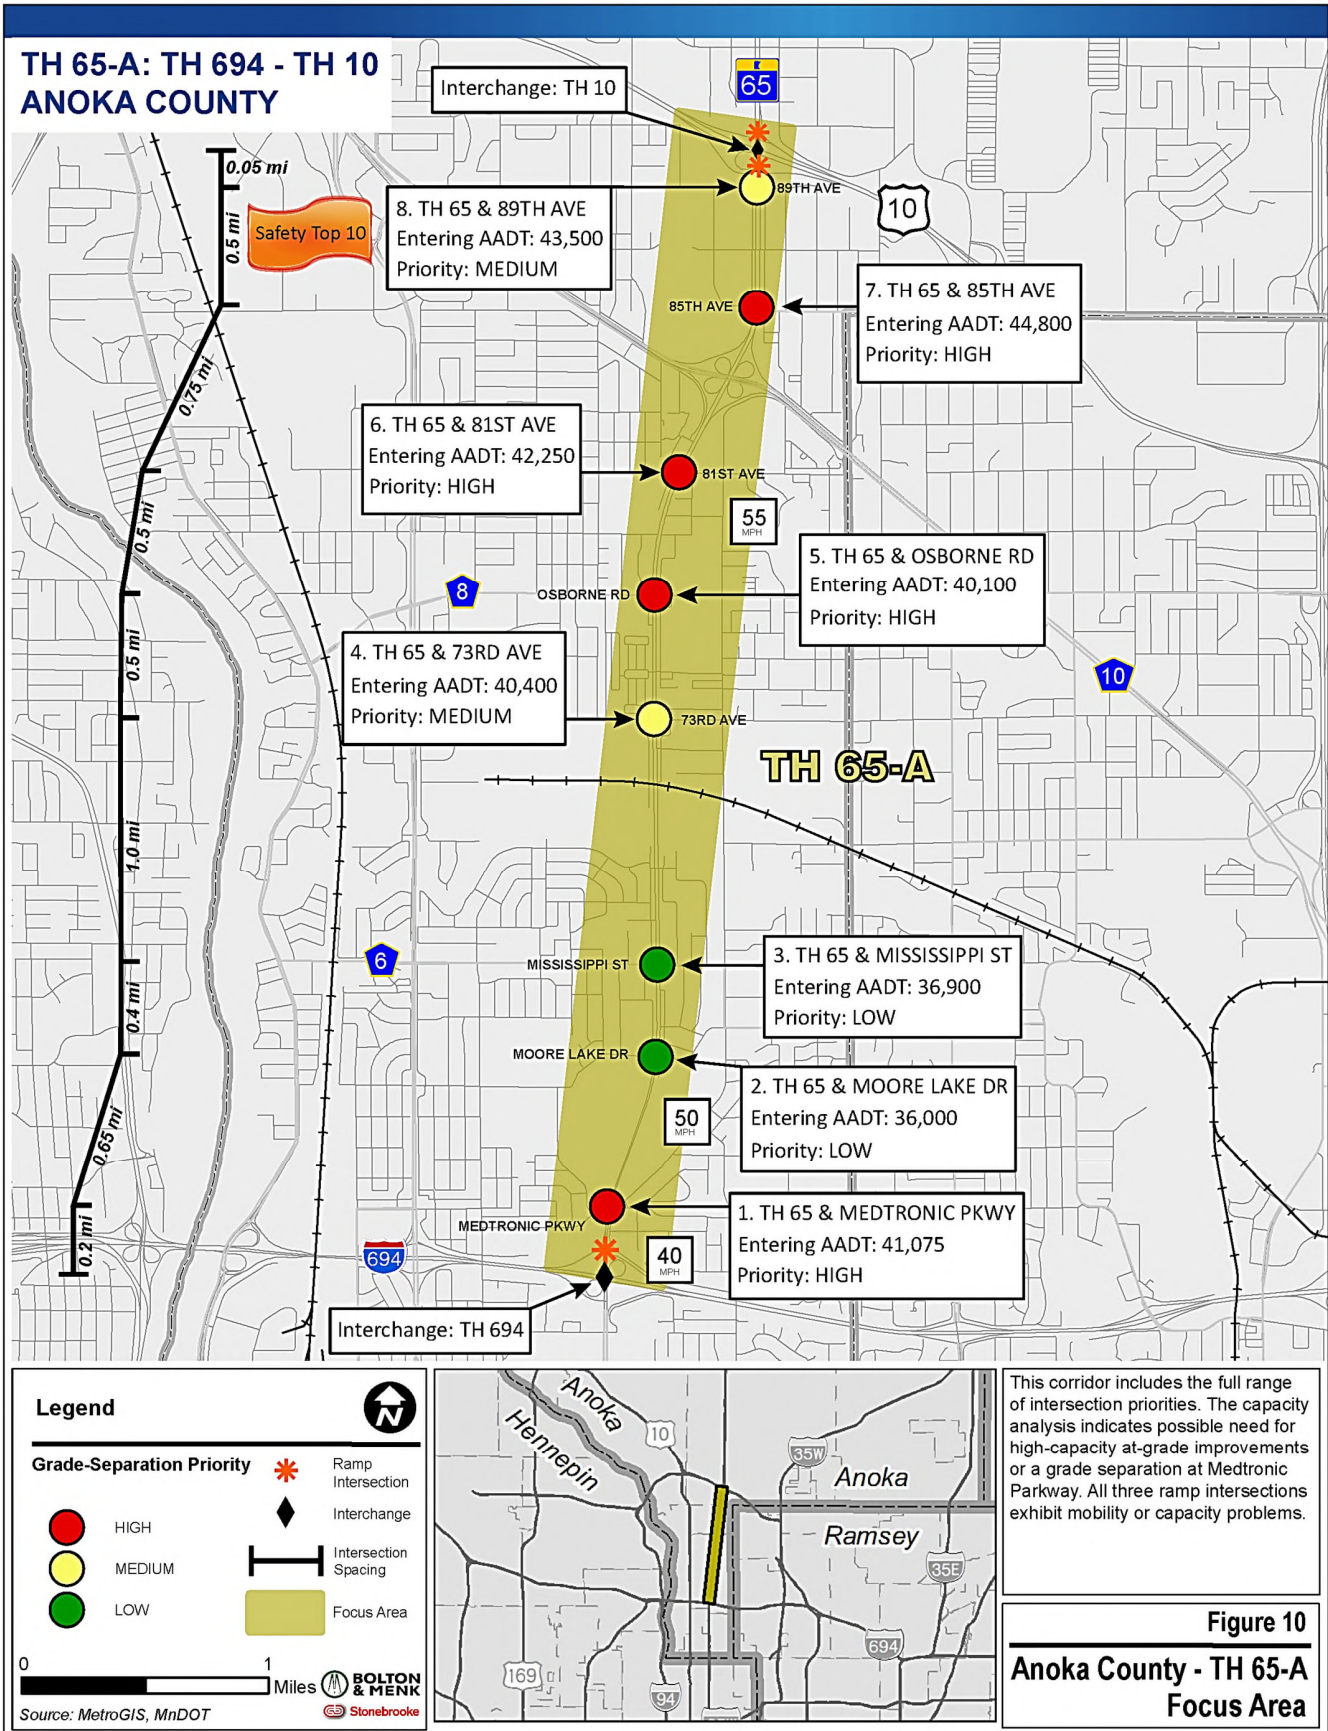 TH 65-A: TH 694 - TH 10
ANOKA COUNTY
Interchange: TH 10
65
0.05 mi
0.5 mi
Safety Top 10
8. TH 65 & 89TH AVE
Entering AADT: 43,500
Priority: MEDIUM
89TH AVE
10
85TH AVE
7. TH 65 & 85TH AVE
Entering AADT: 44,800
Priority: HIGH
0.75 mi
6. TH 65 & 81ST AVE
Entering AADT: 42,250
Priority: HIGH
81ST AVE
55
MPH
0.5 mi
5. TH 65 & OSBORNE RD
Entering AADT: 40,100
Priority: HIGH
8
OSBORNE RD
0.5 mi
4. TH 65 & 73RD AVE
Entering AADT: 40,400
Priority: MEDIUM
10
73RD AVE
TH 65-A
1.0 mi
6
MISSISSIPPI ST
3. TH 65 & MISSISSIPPI ST
Entering AADT: 36,900
Priority: LOW
0.4 mi
MOORE LAKE DR
2. TH 65 & MOORE LAKE DR
Entering AADT: 36,000
Priority: LOW
50
MPH
0.65 mi
MEDTRONIC PKWY
1. TH 65 & MEDTRONIC PKWY
Entering AADT: 41,075
Priority: HIGH
0.2 mi
694
40
MPH
Interchange: TH 694
Legend
N
Grade-Separation Priority
Ramp
Intersection
Interchange
HIGH
MEDIUM
LOW
Intersection
Spacing
Focus Area
0 1
Miles
BOLTON
& MENK
Stonebrooke
Source: MetroGIS, MnDOT
Anoka
Hennepin
10
35W
Anoka
Ramsey
35E
694
169
94
This corridor includes the full range
of intersection priorities. The capacity
analysis indicates possible need for
high-capacity at-grade improvements
or a grade separation at Medtronic
Parkway. All three ramp intersections
exhibit mobility or capacity problems.
Figure 10
Anoka County - TH 65-A
Focus Area